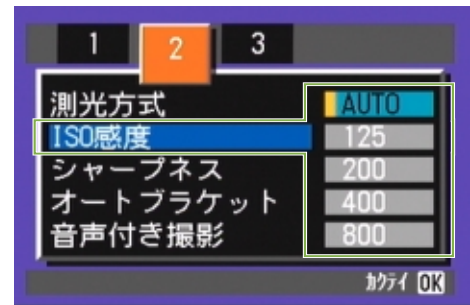 1 2 3
測光方式 AUTO
ISO感度 125
シャープネス 200
オートブラケット 400
音声付き撮影 800
ｶｸﾃｲ OK